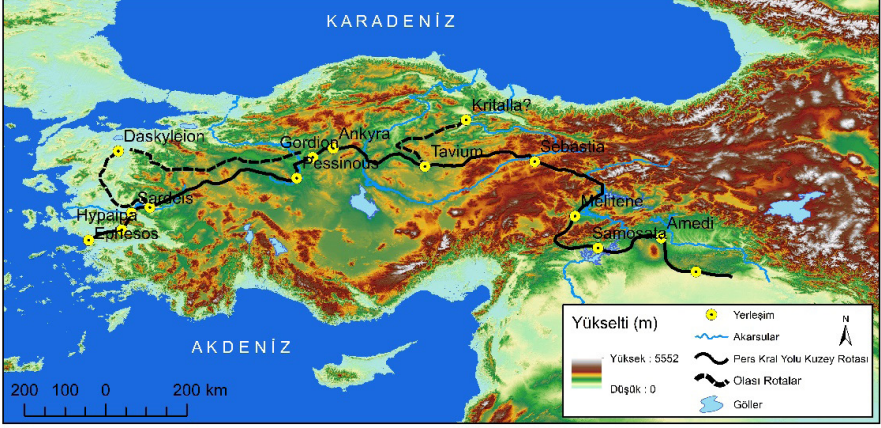 KARADENİZ
Kritalla?
Daskyleion
Gordion
Ankyra
Pessinous
Tavium
Sebastia
Sardeis
Hypaipa
Ephesos
Melitene
Amedi
Samosata
AKDENİZ
Yükselti (m)
Yüksek : 5552
Düşük : 0
Yerleşim
Akarsular
Pers Kral Yolu Kuzey Rotası
Olası Rotalar
Göller
N
200 100 0 200 km